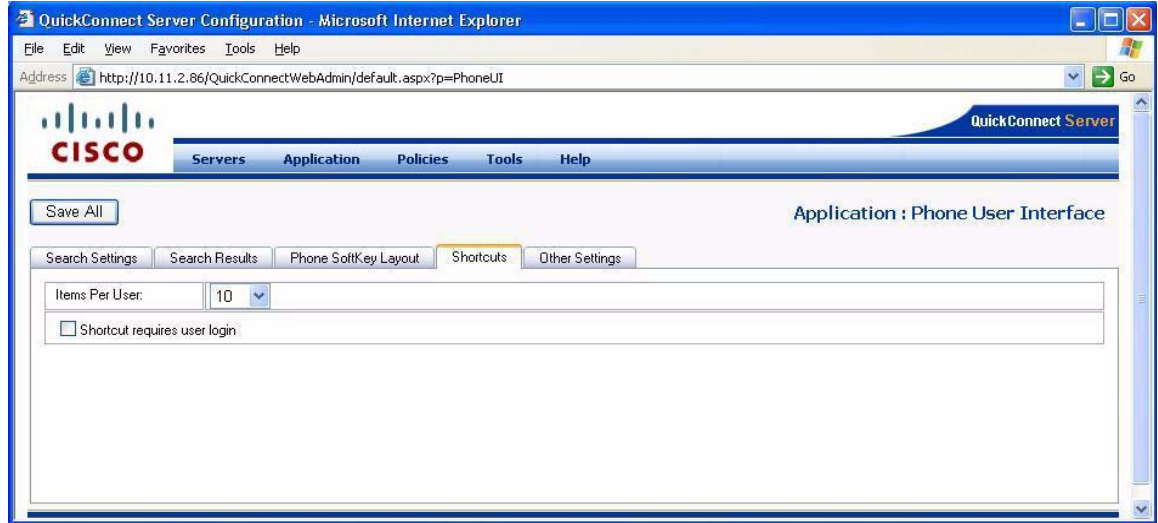 QuickConnect Server Configuration - Microsoft Internet Explorer
File Edit View Favorites Tools Help
Address http://10.11.2.86/QuickConnectWebAdmin/default.aspx?p=PhoneUI Go
QuickConnect Server
CISCO
Servers Application Policies Tools Help
Save All
Application : Phone User Interface
Search Settings Search Results Phone SoftKey Layout Shortcuts Other Settings
Items Per User: 10
Shortcut requires user login